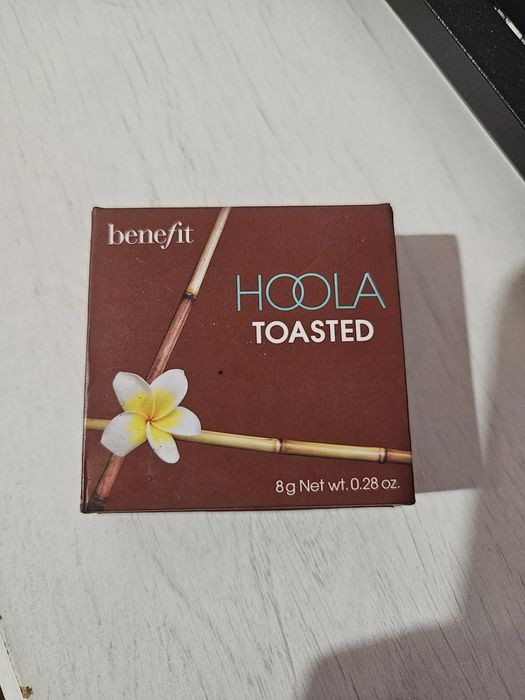 benefit
HOOLA
TOASTED
8g Net wt. 0.28 oz.